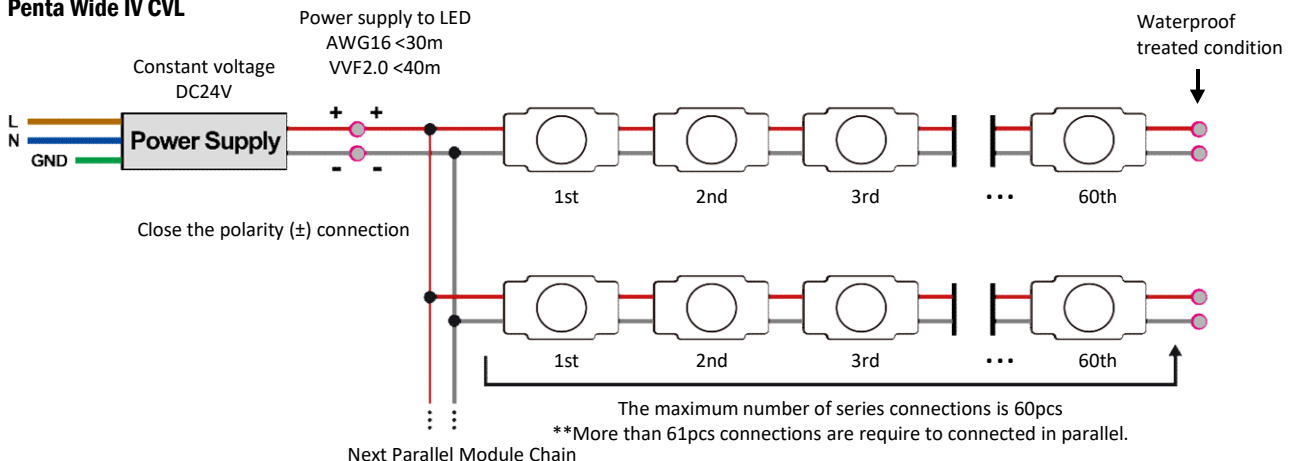 Penta Wide IV CVL
Power supply to LED
AWG16 <30m
VVF2.0 <40m
Waterproof
treated condition
Constant voltage
DC24V
L
N
GND
Power Supply
+ +
- -
1st 2nd 3rd ... 60th
Close the polarity (±) connection
1st 2nd 3rd ... 60th
The maximum number of series connections is 60pcs
**More than 61pcs connections are require to connected in parallel.
Next Parallel Module Chain